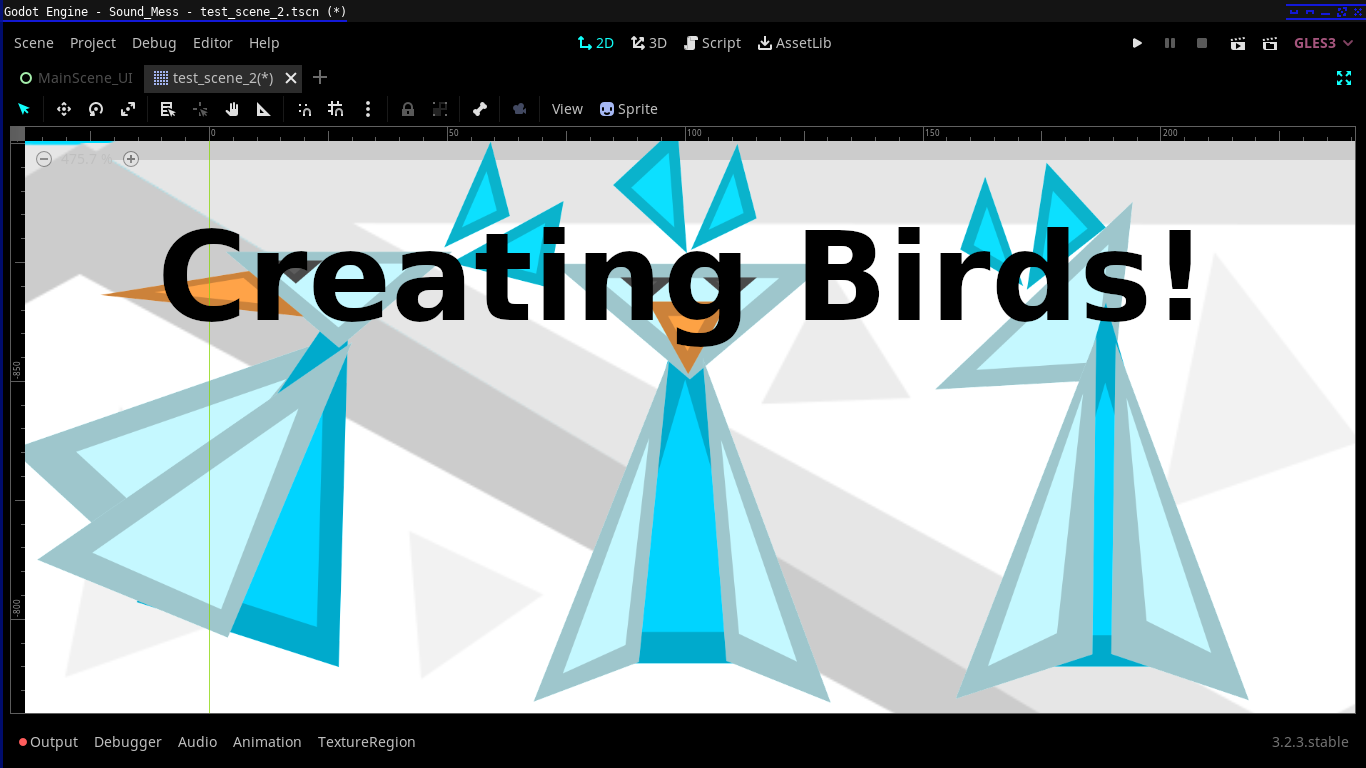 Godot Engine - Sound_Mess - test_scene_2.tscn (*)
Scene Project Debug Editor Help 2D 3D Script AssetLib GLES3
MainScene_UI test_scene_2(*)
View Sprite
0 50 100 150 200
475.7 %
Creating Birds!
-850
-800
Output Debugger Audio Animation TextureRegion 3.2.3.stable